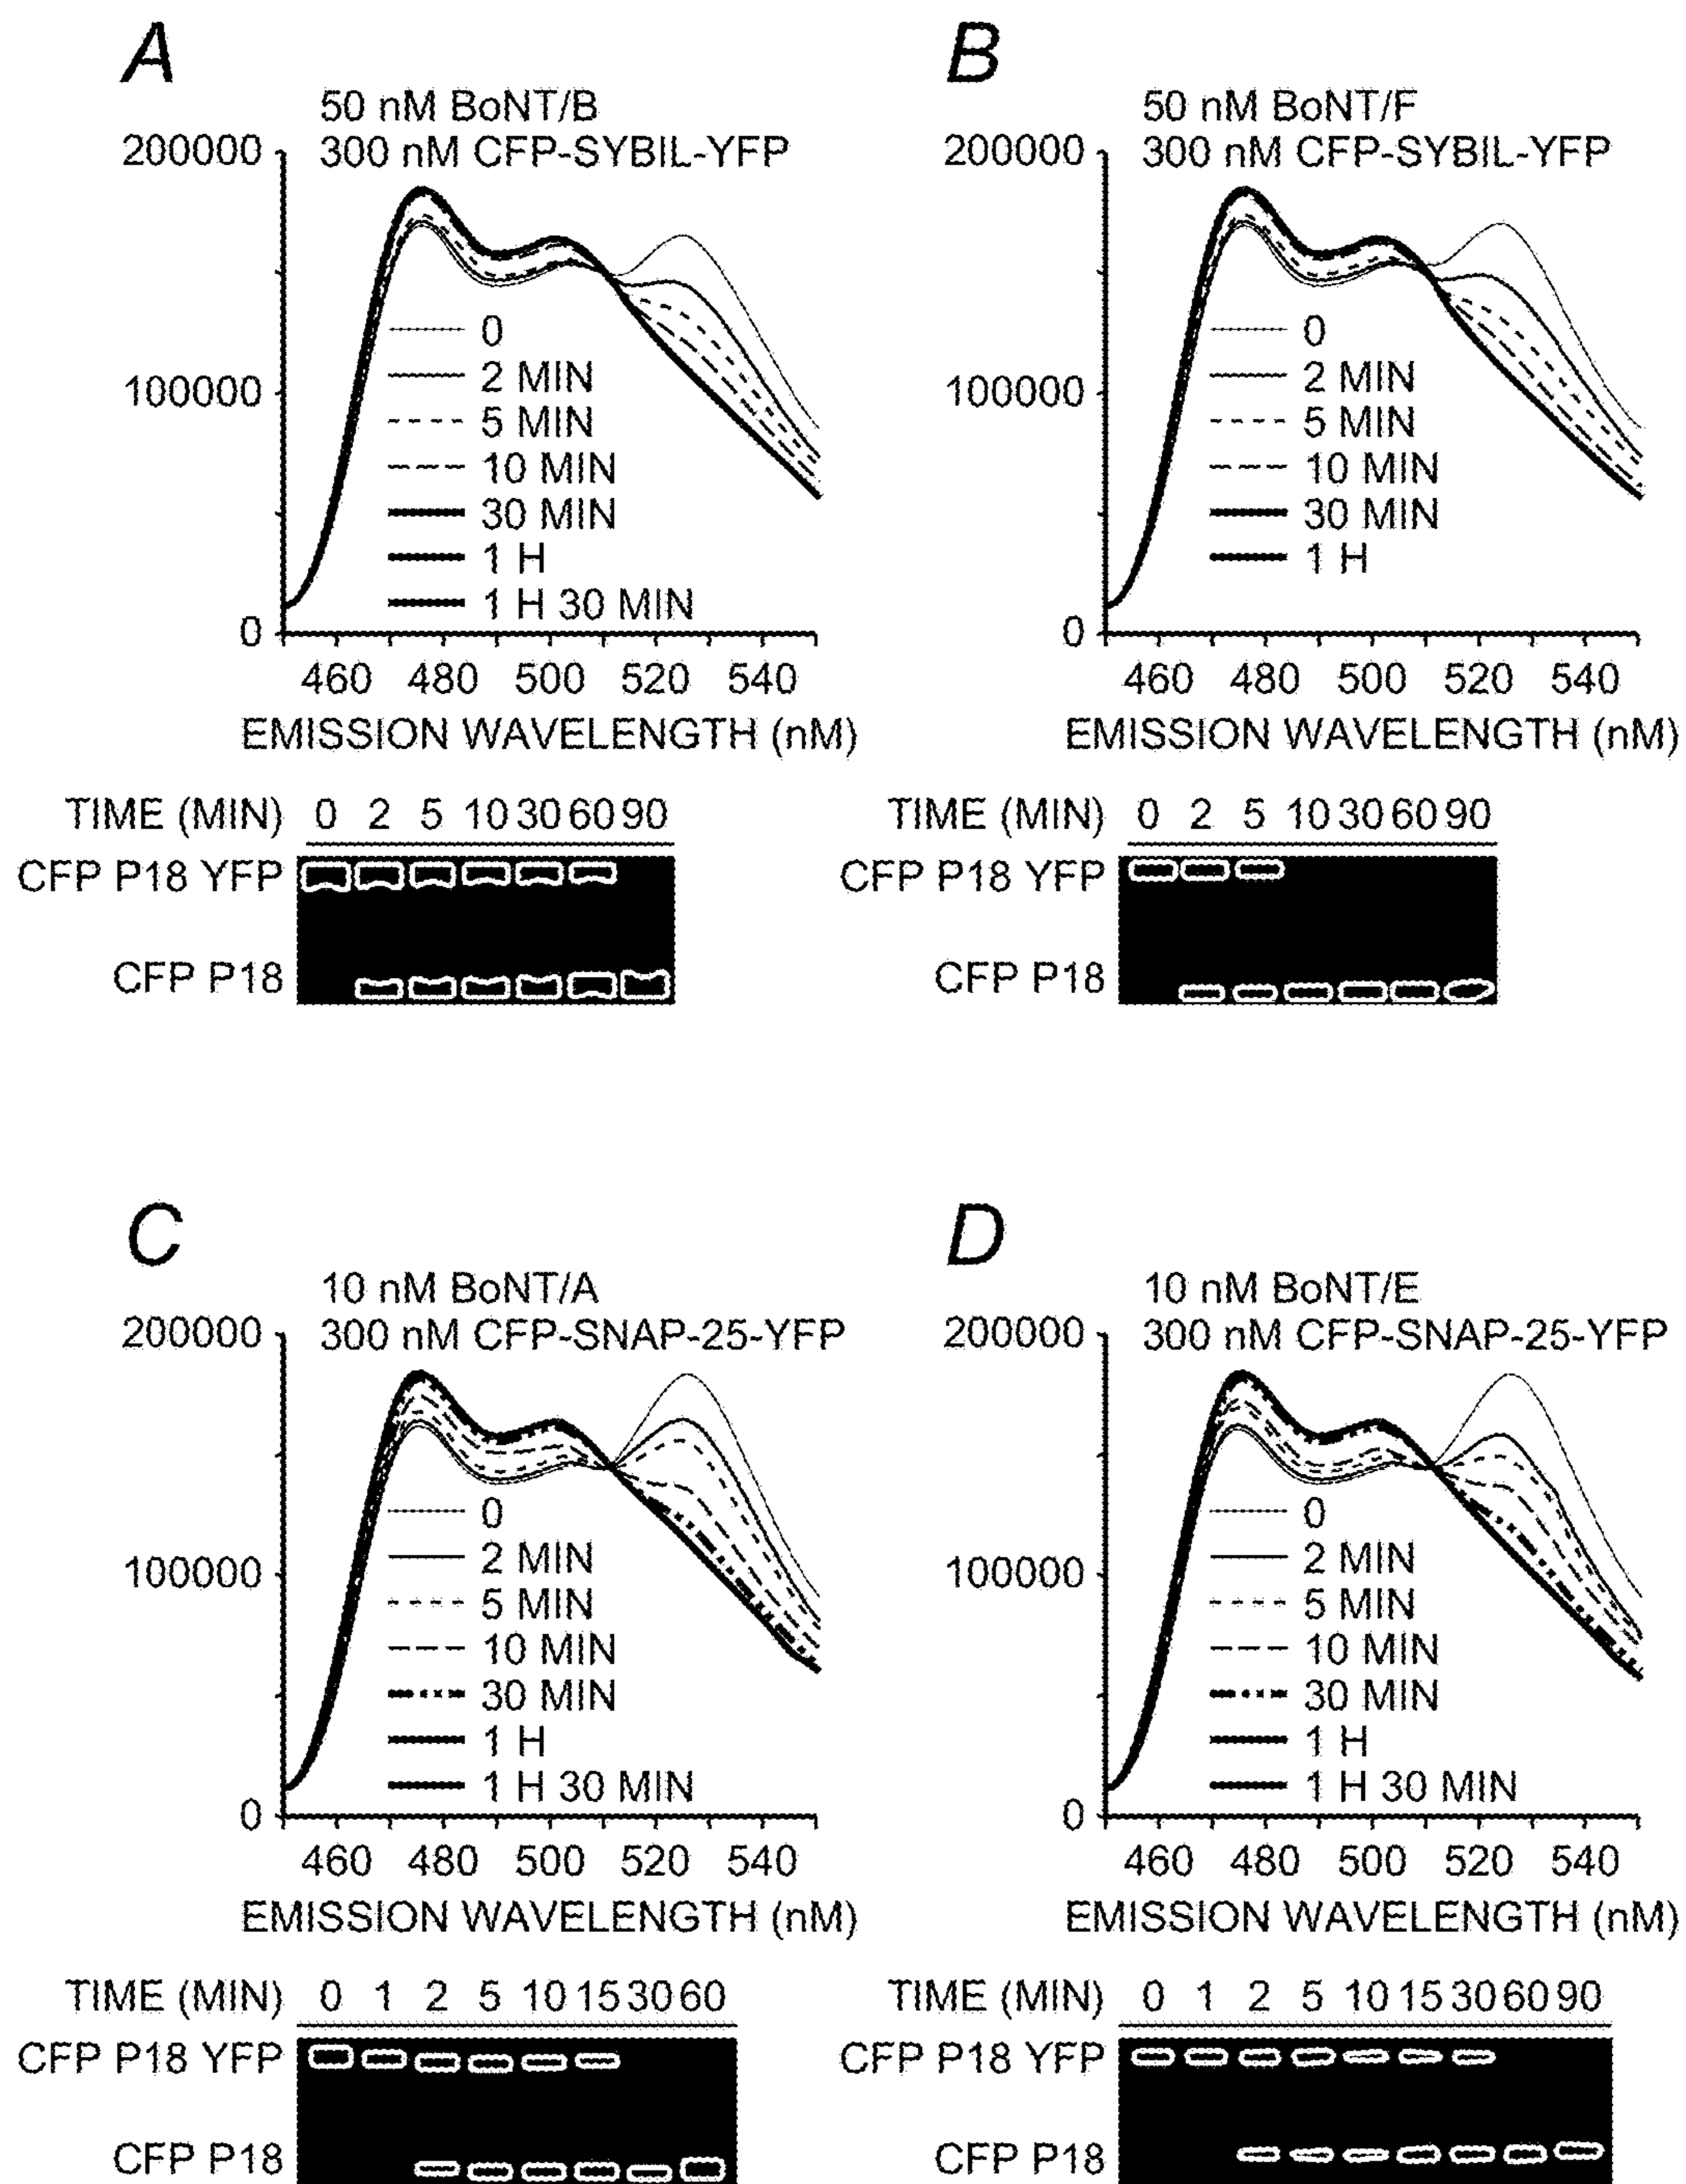 A
50 nM BoNT/B
300 nM CFP-SYBIL-YFP
200000
100000
0
0
2 MIN
5 MIN
10 MIN
30 MIN
1 H
1 H 30 MIN
460 480 500 520 540
EMISSION WAVELENGTH (nM)
TIME (MIN) 0 2 5 10 30 60 90
CFP P18 YFP
CFP P18
B
50 nM BoNT/F
300 nM CFP-SYBIL-YFP
200000
100000
0
0
2 MIN
5 MIN
10 MIN
30 MIN
1 H
460 480 500 520 540
EMISSION WAVELENGTH (nM)
TIME (MIN) 0 2 5 10 30 60 90
CFP P18 YFP
CFP P18
C
10 nM BoNT/A
300 nM CFP-SNAP-25-YFP
200000
100000
0
0
2 MIN
5 MIN
10 MIN
30 MIN
1 H
1 H 30 MIN
460 480 500 520 540
EMISSION WAVELENGTH (nM)
TIME (MIN) 0 1 2 5 10 15 30 60
CFP P18 YFP
CFP P18
D
10 nM BoNT/E
300 nM CFP-SNAP-25-YFP
200000
100000
0
0
2 MIN
5 MIN
10 MIN
30 MIN
1 H
1 H 30 MIN
460 480 500 520 540
EMISSION WAVELENGTH (nM)
TIME (MIN) 0 1 2 5 10 15 30 60 90
CFP P18 YFP
CFP P18